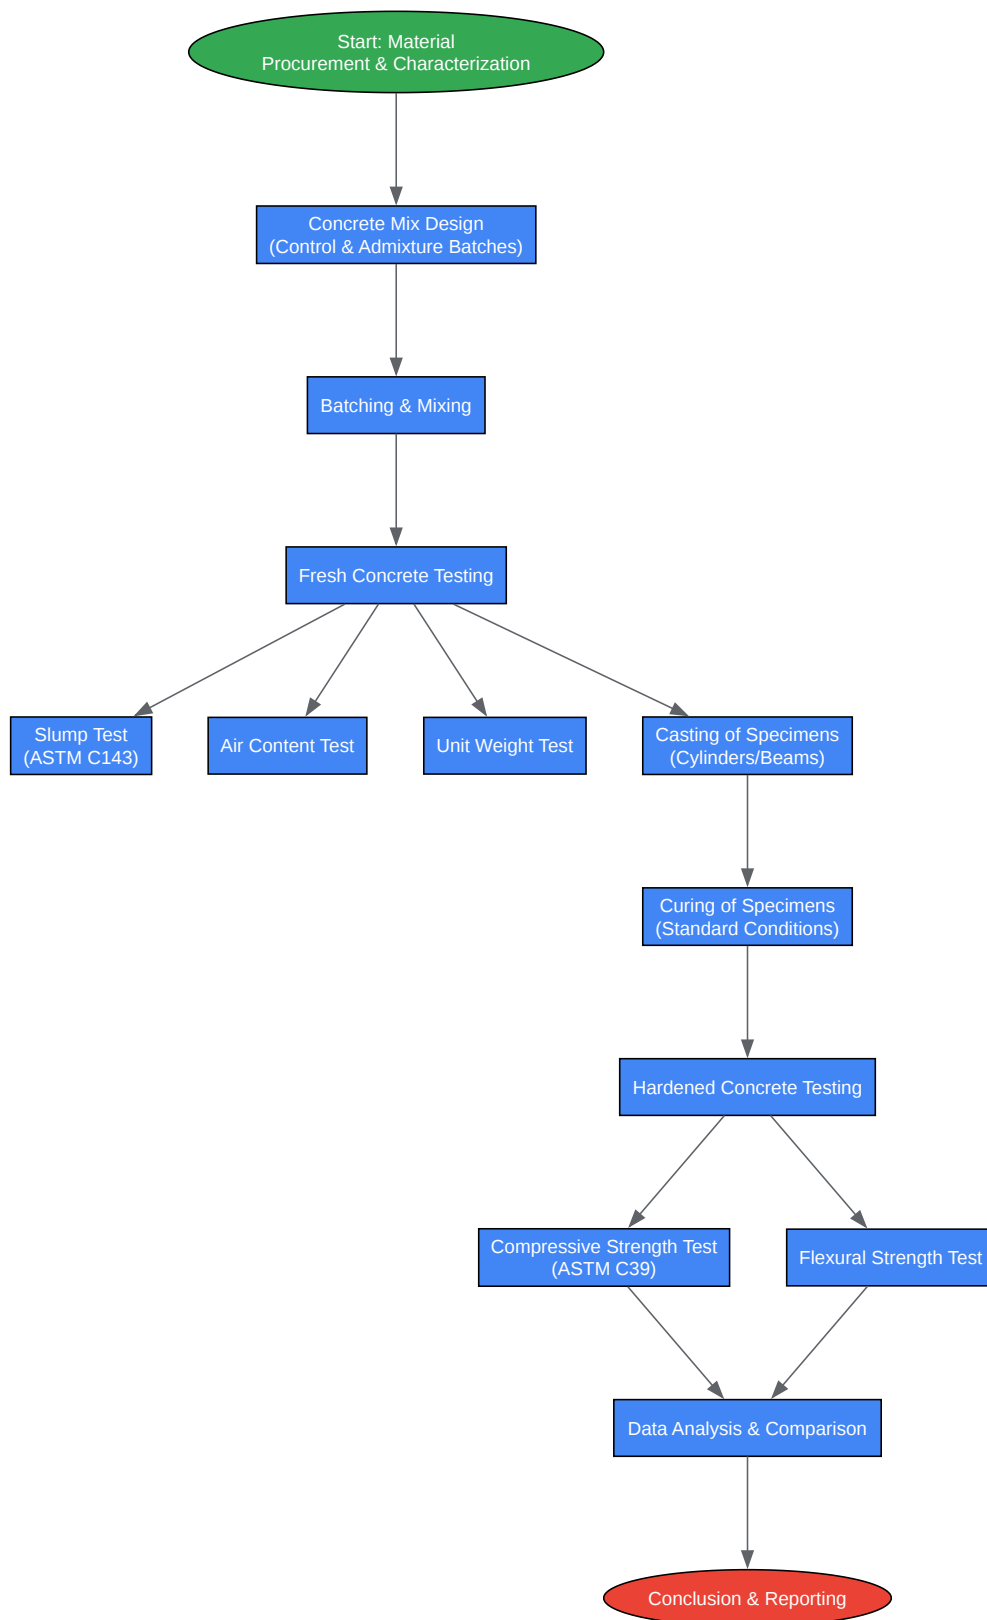 Start: Material
Procurement & Characterization
Concrete Mix Design
(Control & Admixture Batches)
Batching & Mixing
Fresh Concrete Testing
Slump Test
(ASTM C143)
Air Content Test
Unit Weight Test
Casting of Specimens
(Cylinders/Beams)
Curing of Specimens
(Standard Conditions)
Hardened Concrete Testing
Compressive Strength Test
(ASTM C39)
Flexural Strength Test
Data Analysis & Comparison
Conclusion & Reporting